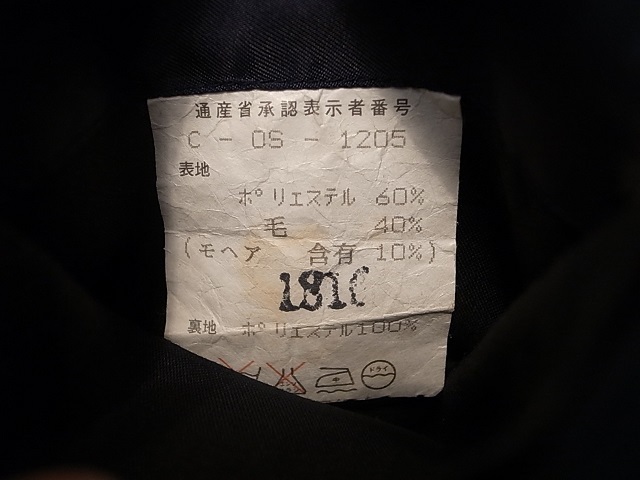 通産省承認表示者番号
C - OS - 1205
表地
ポリエステル 60%
毛 40%
(モヘア 含有 10%)
裏地 ポリエステル100%
ドライ